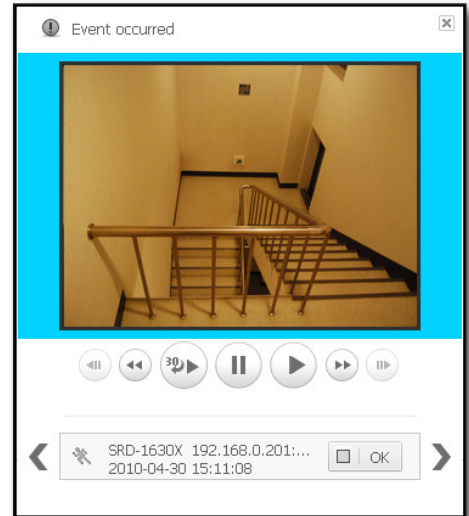 Event occurred
30
SRD-1630X 192.168.0.201:...
2010-04-30 15:11:08
OK